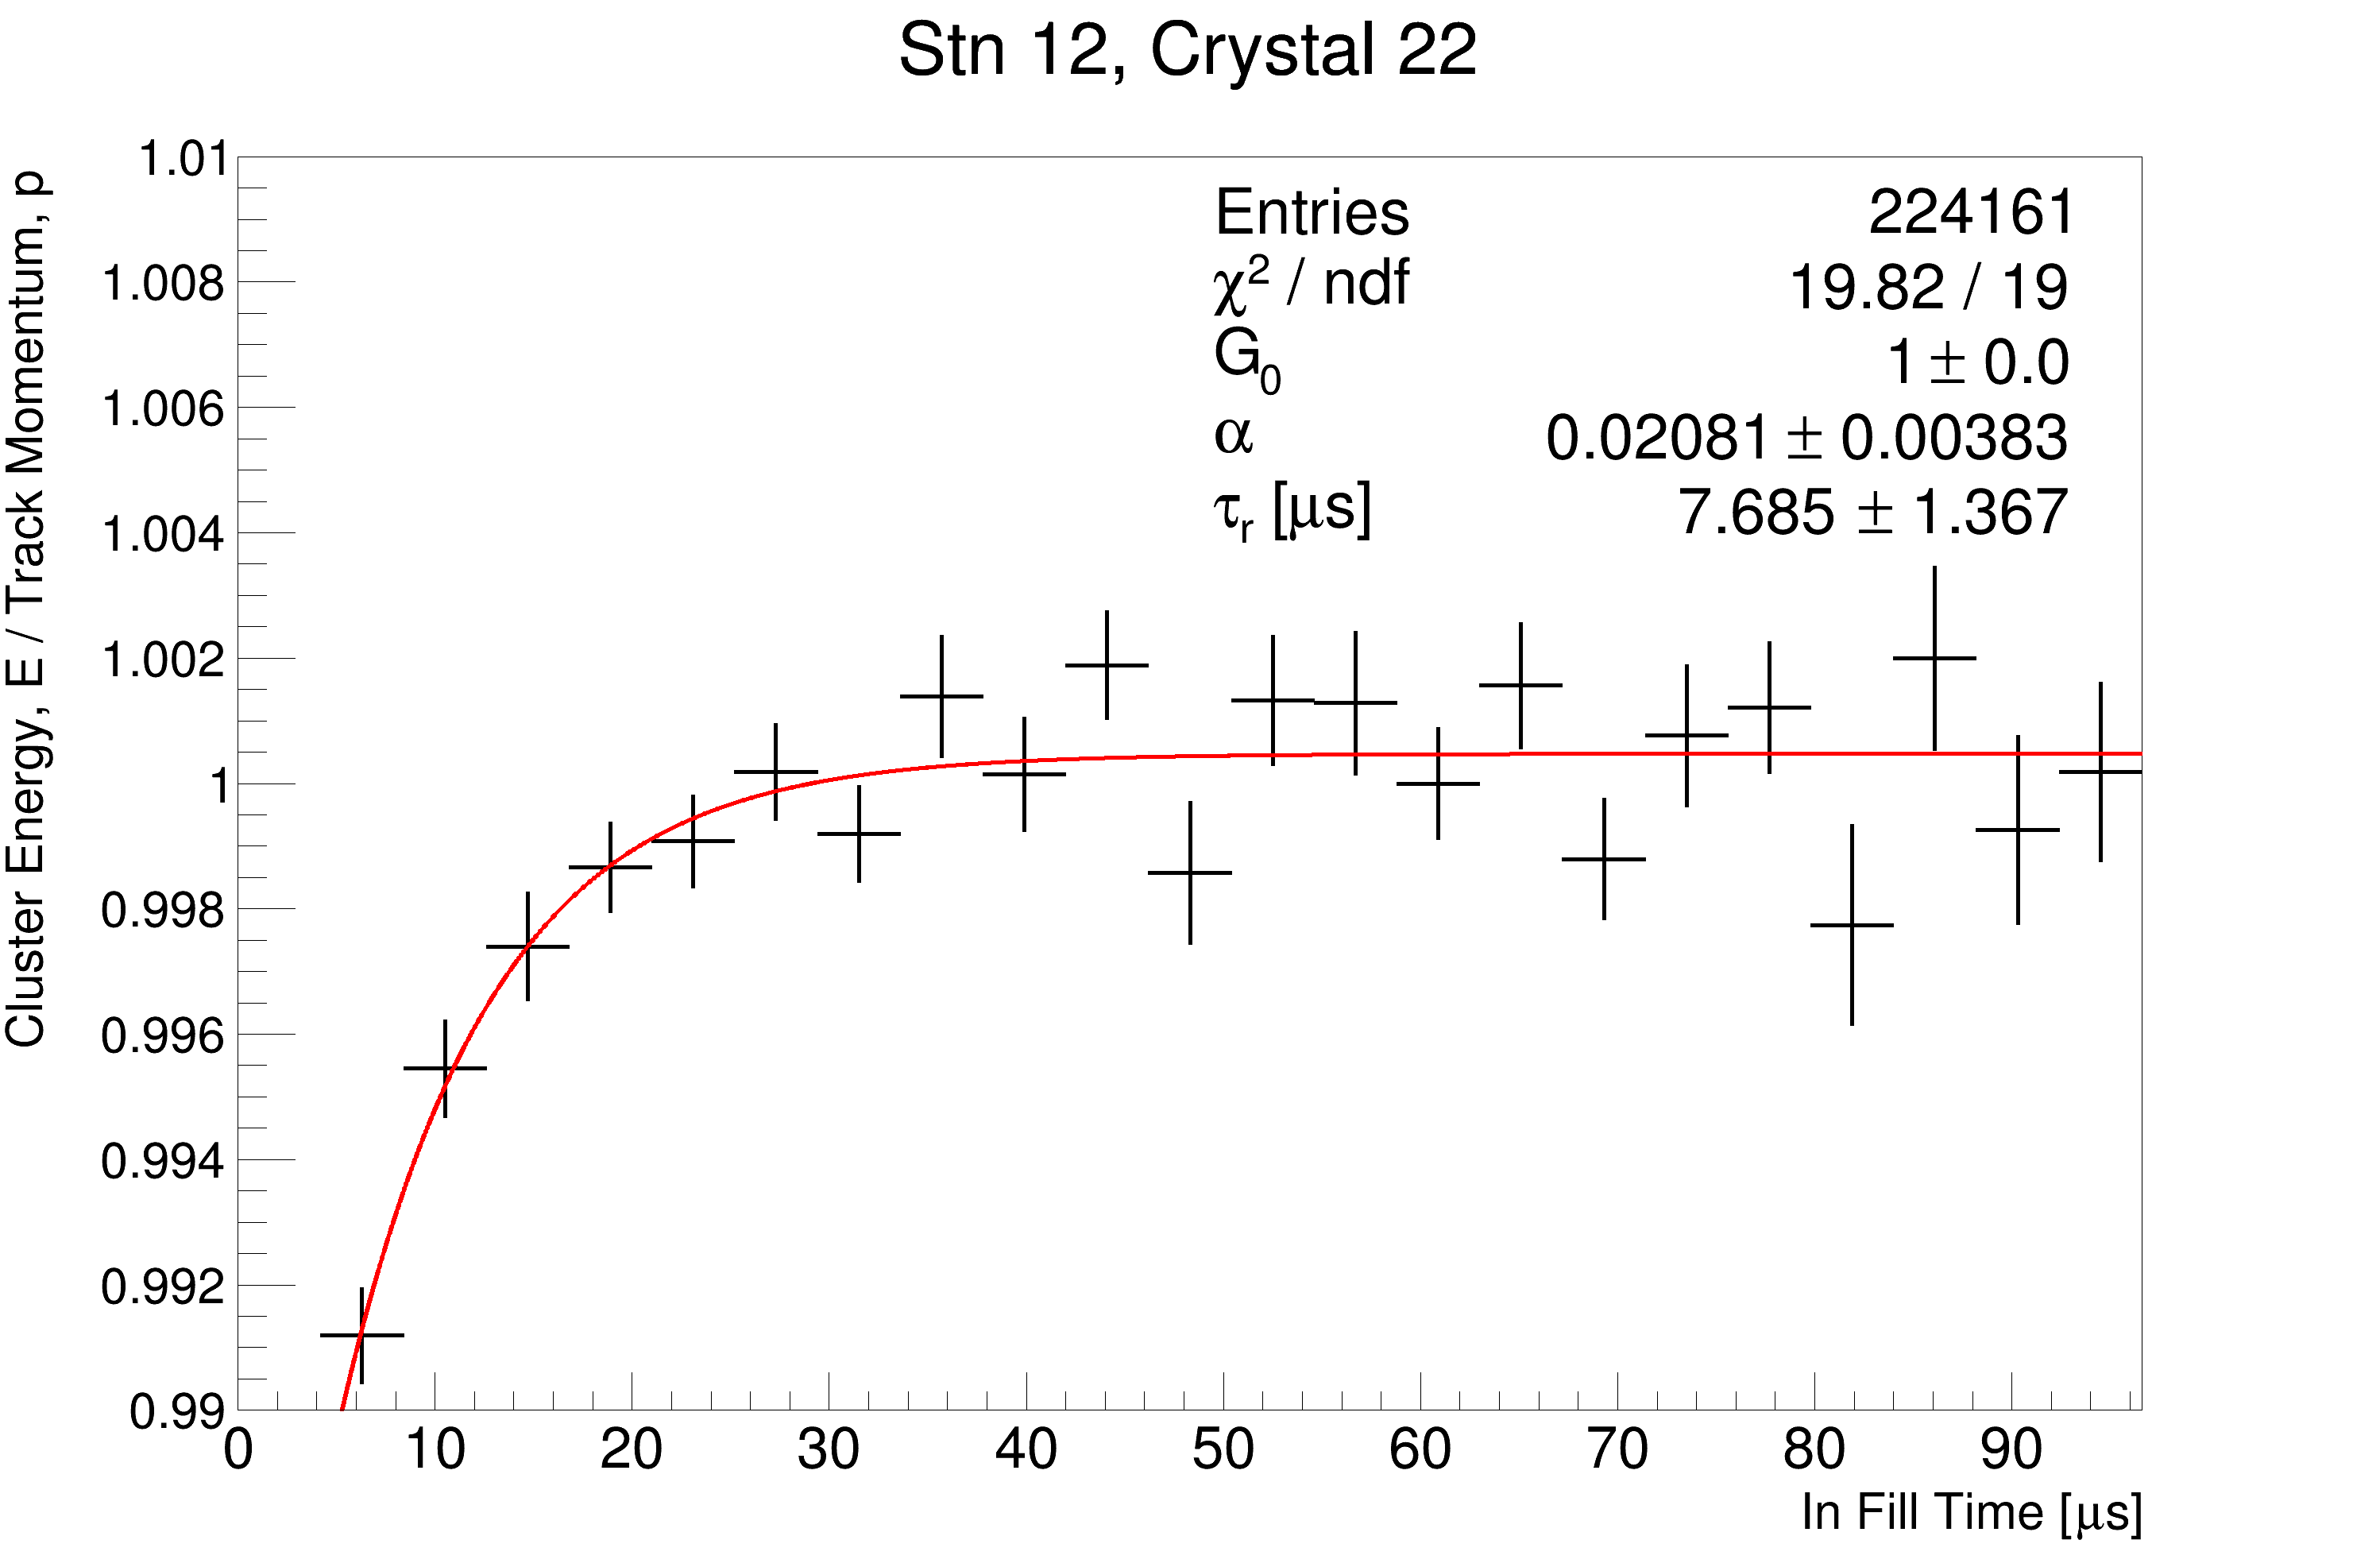 Stn 12, Crystal 22
Cluster Energy, E / Track Momentum, p
1.01
1.008
1.006
1.004
1.002
1
0.998
0.996
0.994
0.992
0.99
Entries 224161
χ² / ndf 19.82 / 19
G₀ 1 ± 0.0
α 0.02081 ± 0.00383
τᵣ [μs] 7.685 ± 1.367
0 10 20 30 40 50 60 70 80 90
In Fill Time [μs]